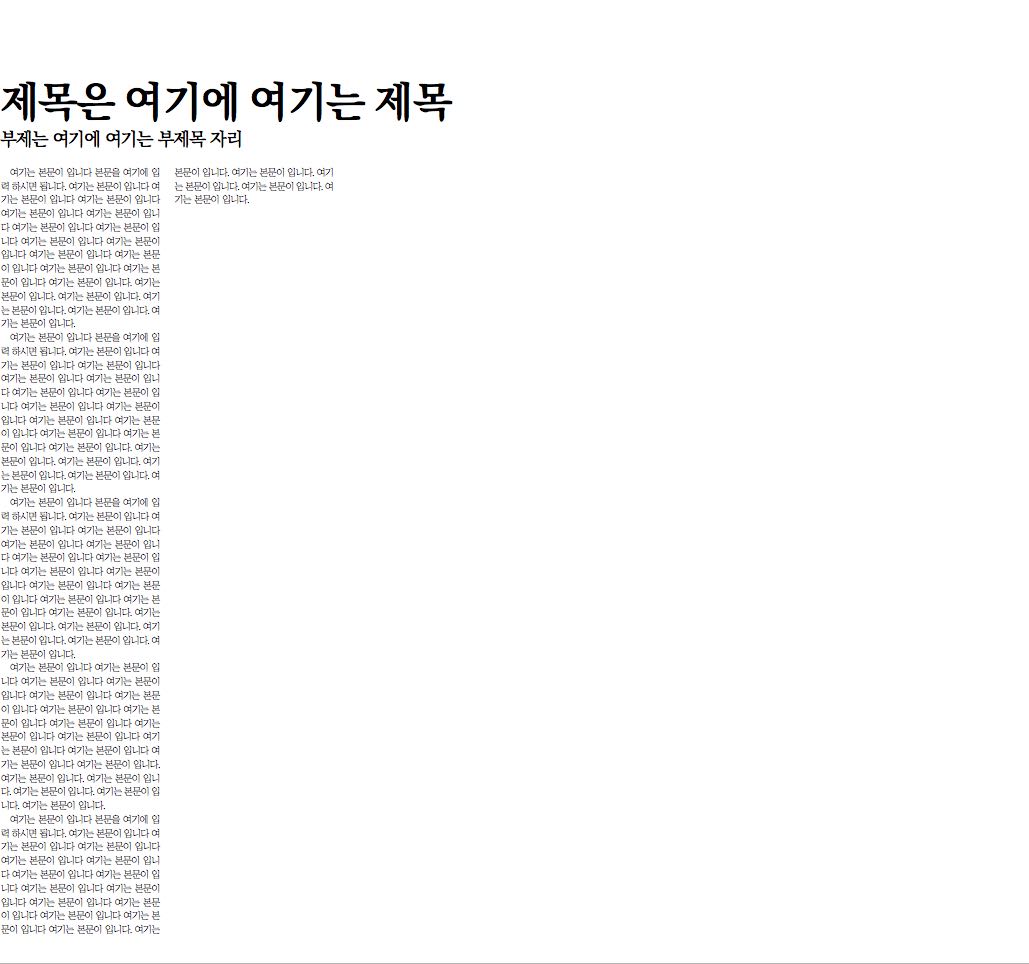 제목은 여기에 여기는 제목
부제는 여기에 여기는 부제목 자리
여기는 본문이 입니다 본문을 여기에 입
력 하시면 됩니다. 여기는 본문이 입니다 여
기는 본문이 입니다 여기는 본문이 입니다
여기는 본문이 입니다 여기는 본문이 입니
다 여기는 본문이 입니다 여기는 본문이 입
니다 여기는 본문이 입니다 여기는 본문이
입니다 여기는 본문이 입니다 여기는 본문
이 입니다 여기는 본문이 입니다 여기는 본
문이 입니다 여기는 본문이 입니다. 여기는
본문이 입니다. 여기는 본문이 입니다. 여기
는 본문이 입니다. 여기는 본문이 입니다. 여
기는 본문이 입니다.
여기는 본문이 입니다 본문을 여기에 입
력 하시면 됩니다. 여기는 본문이 입니다 여
기는 본문이 입니다 여기는 본문이 입니다
여기는 본문이 입니다 여기는 본문이 입니
다 여기는 본문이 입니다 여기는 본문이 입
니다 여기는 본문이 입니다 여기는 본문이
입니다 여기는 본문이 입니다 여기는 본문
이 입니다 여기는 본문이 입니다 여기는 본
문이 입니다 여기는 본문이 입니다. 여기는
본문이 입니다. 여기는 본문이 입니다. 여기
는 본문이 입니다. 여기는 본문이 입니다. 여
기는 본문이 입니다.
여기는 본문이 입니다 본문을 여기에 입
력 하시면 됩니다. 여기는 본문이 입니다 여
기는 본문이 입니다 여기는 본문이 입니다
여기는 본문이 입니다 여기는 본문이 입니
다 여기는 본문이 입니다 여기는 본문이 입
니다 여기는 본문이 입니다 여기는 본문이
입니다 여기는 본문이 입니다 여기는 본문
이 입니다 여기는 본문이 입니다 여기는 본
문이 입니다 여기는 본문이 입니다. 여기는
본문이 입니다. 여기는 본문이 입니다. 여기
는 본문이 입니다. 여기는 본문이 입니다. 여
기는 본문이 입니다.
여기는 본문이 입니다 여기는 본문이 입
니다 여기는 본문이 입니다 여기는 본문이
입니다 여기는 본문이 입니다 여기는 본문
이 입니다 여기는 본문이 입니다 여기는 본
문이 입니다 여기는 본문이 입니다 여기는
본문이 입니다 여기는 본문이 입니다 여기
는 본문이 입니다 여기는 본문이 입니다 여
기는 본문이 입니다 여기는 본문이 입니다.
여기는 본문이 입니다. 여기는 본문이 입니
다. 여기는 본문이 입니다. 여기는 본문이 입
니다. 여기는 본문이 입니다.
여기는 본문이 입니다 본문을 여기에 입
력 하시면 됩니다. 여기는 본문이 입니다 여
기는 본문이 입니다 여기는 본문이 입니다
여기는 본문이 입니다 여기는 본문이 입니
다 여기는 본문이 입니다 여기는 본문이 입
니다 여기는 본문이 입니다 여기는 본문이
입니다 여기는 본문이 입니다 여기는 본문
이 입니다 여기는 본문이 입니다 여기는 본
문이 입니다 여기는 본문이 입니다. 여기는
본문이 입니다. 여기는 본문이 입니다. 여기
는 본문이 입니다. 여기는 본문이 입니다. 여
기는 본문이 입니다.